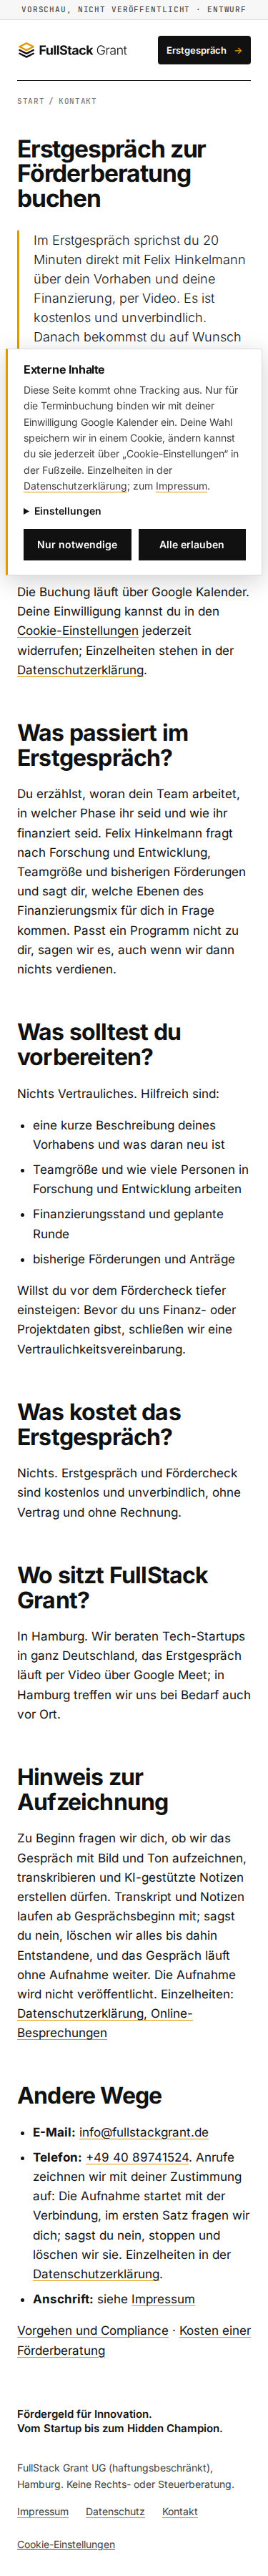 VORSCHAU, NICHT VERÖFFENTLICHT · ENTWURF
FullStack Grant
Erstgespräch →
START / KONTAKT
Erstgespräch zur
Förderberatung
buchen
Im Erstgespräch sprichst du 20
Minuten direkt mit Felix Hinkelmann
über dein Vorhaben und deine
Finanzierung, per Video. Es ist
kostenlos und unverbindlich.
Danach bekommst du auf Wunsch
Externe Inhalte
Diese Seite kommt ohne Tracking aus. Nur für
die Terminbuchung binden wir mit deiner
Einwilligung Google Kalender ein. Deine Wahl
speichern wir in einem Cookie, ändern kannst
du sie jederzeit über „Cookie-Einstellungen“ in
der Fußzeile. Einzelheiten in der
Datenschutzerklärung; zum Impressum.
▶ Einstellungen
Nur notwendige
Alle erlauben
Die Buchung läuft über Google Kalender.
Deine Einwilligung kannst du in den
Cookie-Einstellungen jederzeit
widerrufen; Einzelheiten stehen in der
Datenschutzerklärung.
Was passiert im
Erstgespräch?
Du erzählst, woran dein Team arbeitet,
in welcher Phase ihr seid und wie ihr
finanziert seid. Felix Hinkelmann fragt
nach Forschung und Entwicklung,
Teamgröße und bisherigen Förderungen
und sagt dir, welche Ebenen des
Finanzierungsmix für dich in Frage
kommen. Passt ein Programm nicht zu
dir, sagen wir es, auch wenn wir dann
nichts verdienen.
Was solltest du
vorbereiten?
Nichts Vertrauliches. Hilfreich sind:
• eine kurze Beschreibung deines
Vorhabens und was daran neu ist
• Teamgröße und wie viele Personen in
Forschung und Entwicklung arbeiten
• Finanzierungsstand und geplante
Runde
• bisherige Förderungen und Anträge
Willst du vor dem Fördercheck tiefer
einsteigen: Bevor du uns Finanz- oder
Projektdaten gibst, schließen wir eine
Vertraulichkeitsvereinbarung.
Was kostet das
Erstgespräch?
Nichts. Erstgespräch und Fördercheck
sind kostenlos und unverbindlich, ohne
Vertrag und ohne Rechnung.
Wo sitzt FullStack
Grant?
In Hamburg. Wir beraten Tech-Startups
in ganz Deutschland, das Erstgespräch
läuft per Video über Google Meet; in
Hamburg treffen wir uns bei Bedarf auch
vor Ort.
Hinweis zur
Aufzeichnung
Zu Beginn fragen wir dich, ob wir das
Gespräch mit Bild und Ton aufzeichnen,
transkribieren und KI-gestützte Notizen
erstellen dürfen. Transkript und Notizen
laufen ab Gesprächsbeginn mit; sagst
du nein, löschen wir alles bis dahin
Entstandene, und das Gespräch läuft
ohne Aufnahme weiter. Die Aufnahme
wird nicht veröffentlicht. Einzelheiten:
Datenschutzerklärung, Online-
Besprechungen
Andere Wege
• E-Mail: info@fullstackgrant.de
• Telefon: +49 40 89741524. Anrufe
zeichnen wir mit deiner Zustimmung
auf: Die Aufnahme startet mit der
Verbindung, im ersten Satz fragen wir
dich; sagst du nein, stoppen und
löschen wir sie. Einzelheiten in der
Datenschutzerklärung.
• Anschrift: siehe Impressum
Vorgehen und Compliance · Kosten einer
Förderberatung
Fördergeld für Innovation.
Vom Startup bis zum Hidden Champion.
FullStack Grant UG (haftungsbeschränkt),
Hamburg. Keine Rechts- oder Steuerberatung.
Impressum Datenschutz Kontakt
Cookie-Einstellungen